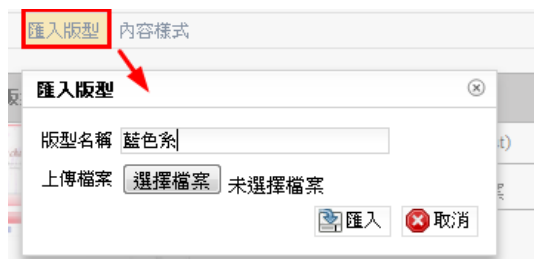 匯入版型 內容樣式
匯入版型
版型名稱 藍色系
上傳檔案 選擇檔案 未選擇檔案
匯入 取消